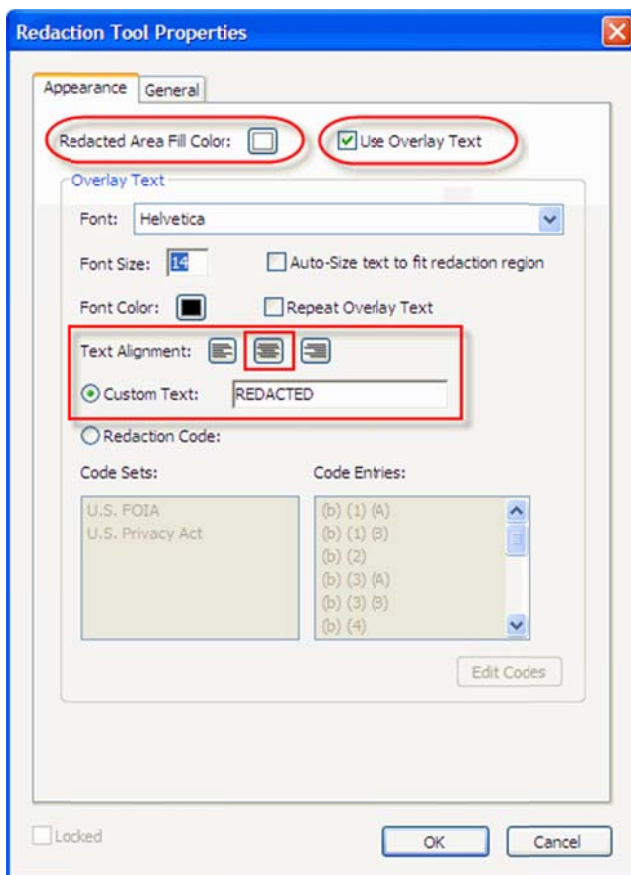 Redaction Tool Properties
Appearance General
Redacted Area Fill Color: Use Overlay Text
Overlay Text
Font: Helvetica
Font Size: 14 Auto-Size text to fit redaction region
Font Color: Repeat Overlay Text
Text Alignment:
Custom Text: REDACTED
Redaction Code:
Code Sets: Code Entries:
U.S. FOIA (b) (1) (A)
U.S. Privacy Act (b) (1) (B)
(b) (2)
(b) (3) (A)
(b) (3) (B)
(b) (4)
Edit Codes
Locked OK Cancel